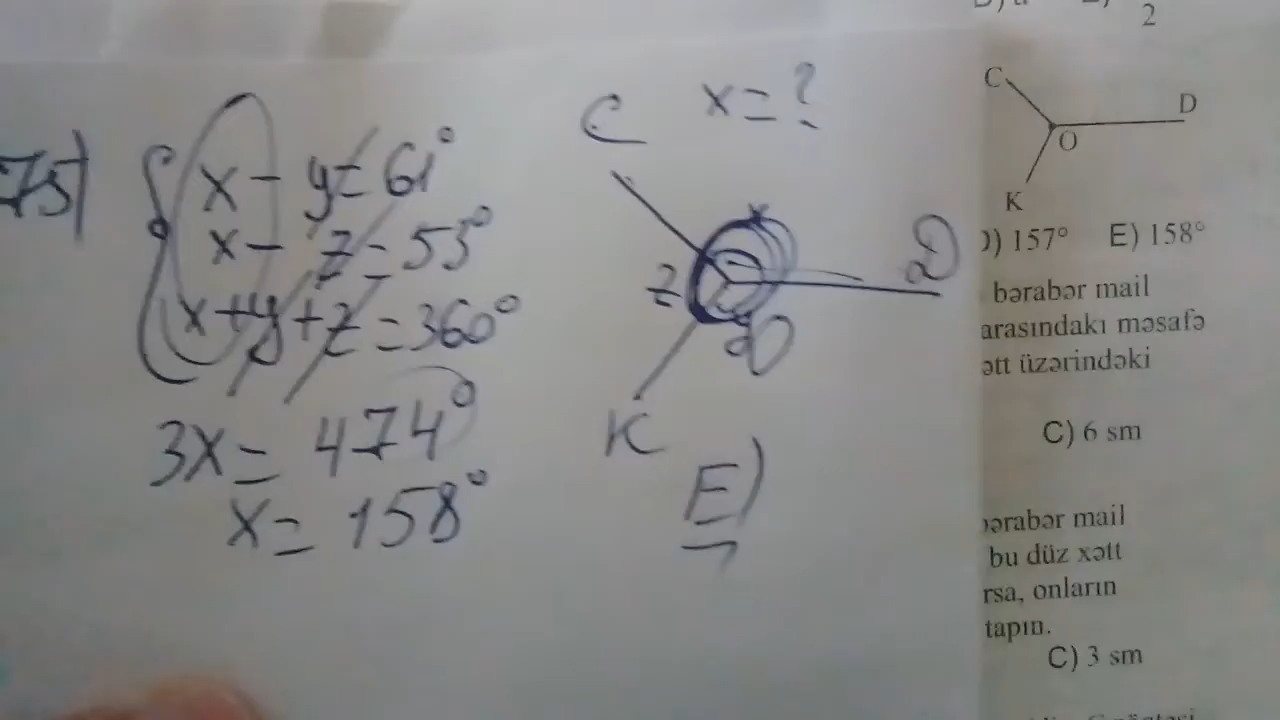 75)
x - y = 61°
x - z = 53°
x + y + z = 360°
3x = 474°
x = 158°
x = ?
C
x
D
z
y
O
K
E)
2
C
D
O
K
D) 157° E) 158°
bərabər mail
arasındakı məsafə
ətt üzərindəki
C) 6 sm
bərabər mail
bu düz xətt
rsa, onların
tapın.
C) 3 sm